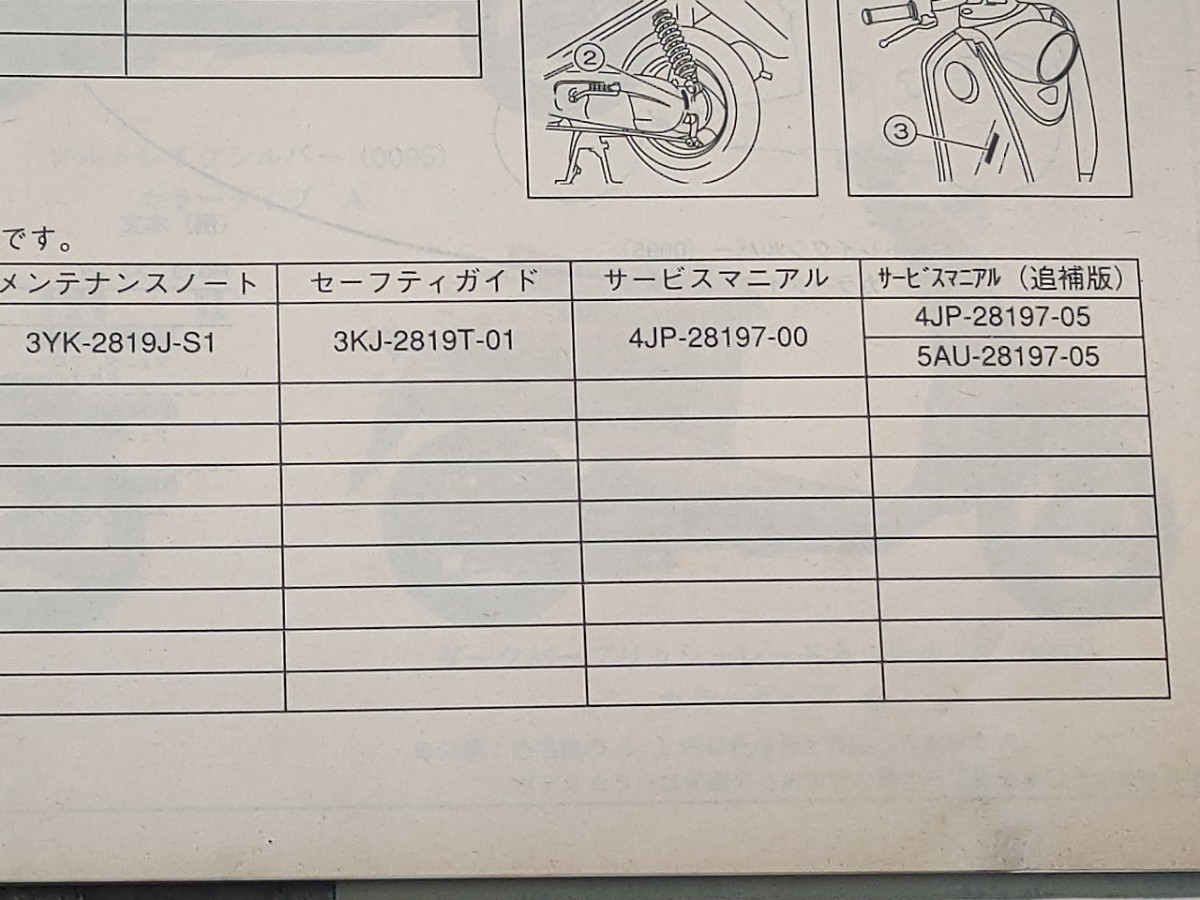 ②
③
です。
メンテナンスノート セーフティガイド サービスマニアル ｻｰﾋﾞｽﾏﾆｱﾙ（追補版）
3YK-2819J-S1 3KJ-2819T-01 4JP-28197-00 4JP-28197-05
5AU-28197-05